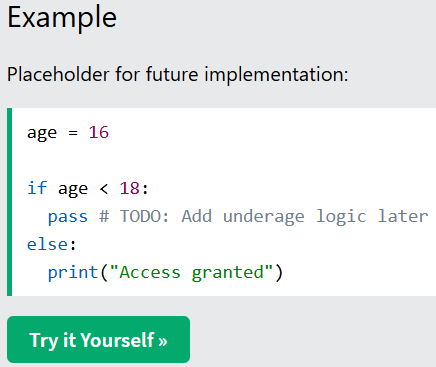 Example
Placeholder for future implementation:
age = 16
if age < 18:
  pass # TODO: Add underage logic later
else:
  print("Access granted")
Try it Yourself »